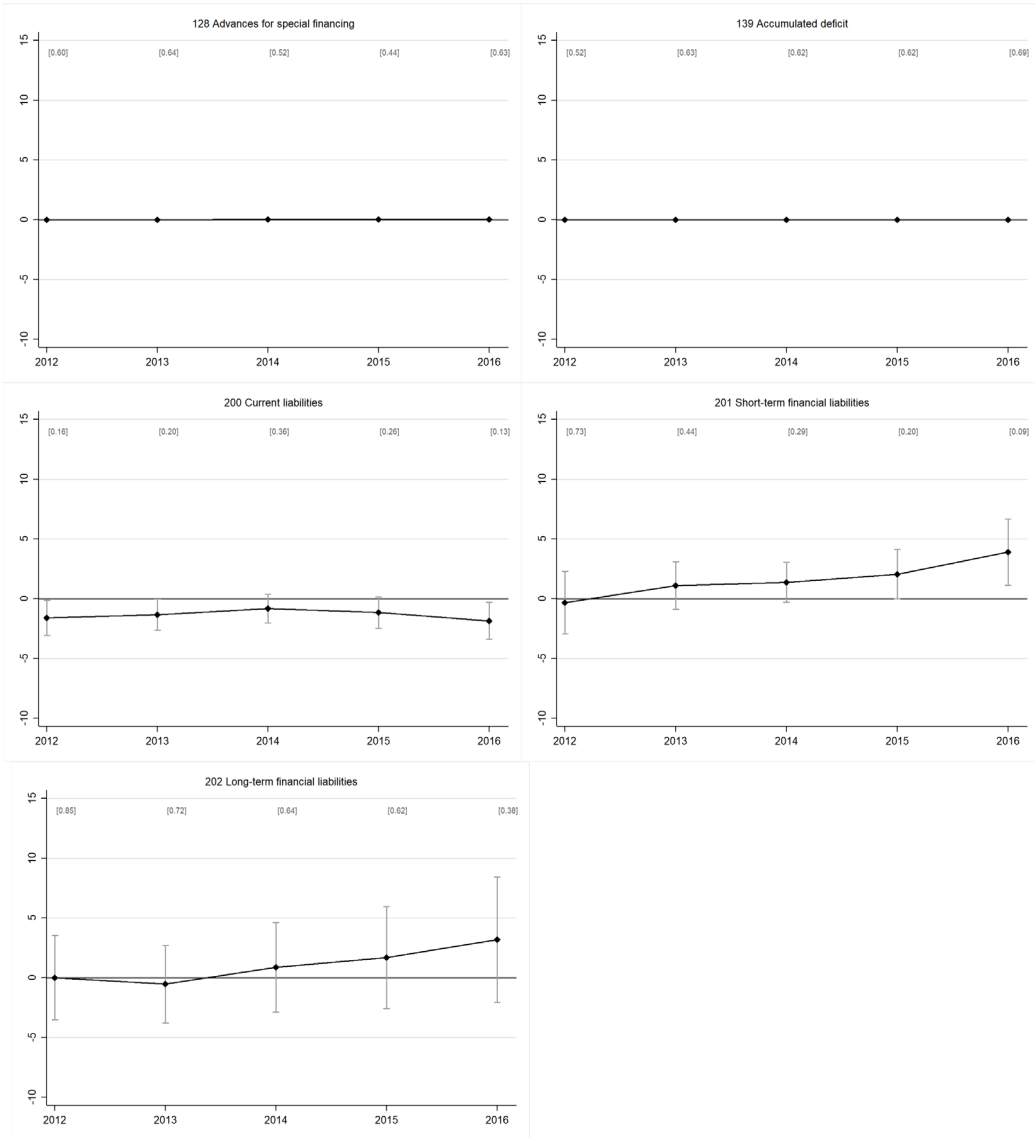 128 Advances for special financing
15
10
5
0
-5
-10
[0.60] [0.64] [0.52] [0.44] [0.63]
2012 2013 2014 2015 2016
139 Accumulated deficit
15
10
5
0
-5
-10
[0.52] [0.63] [0.62] [0.62] [0.69]
2012 2013 2014 2015 2016
200 Current liabilities
15
10
5
0
-5
-10
[0.16] [0.20] [0.36] [0.26] [0.13]
2012 2013 2014 2015 2016
201 Short-term financial liabilities
15
10
5
0
-5
-10
[0.73] [0.44] [0.29] [0.20] [0.09]
2012 2013 2014 2015 2016
202 Long-term financial liabilities
15
10
5
0
-5
-10
[0.85] [0.72] [0.64] [0.62] [0.38]
2012 2013 2014 2015 2016